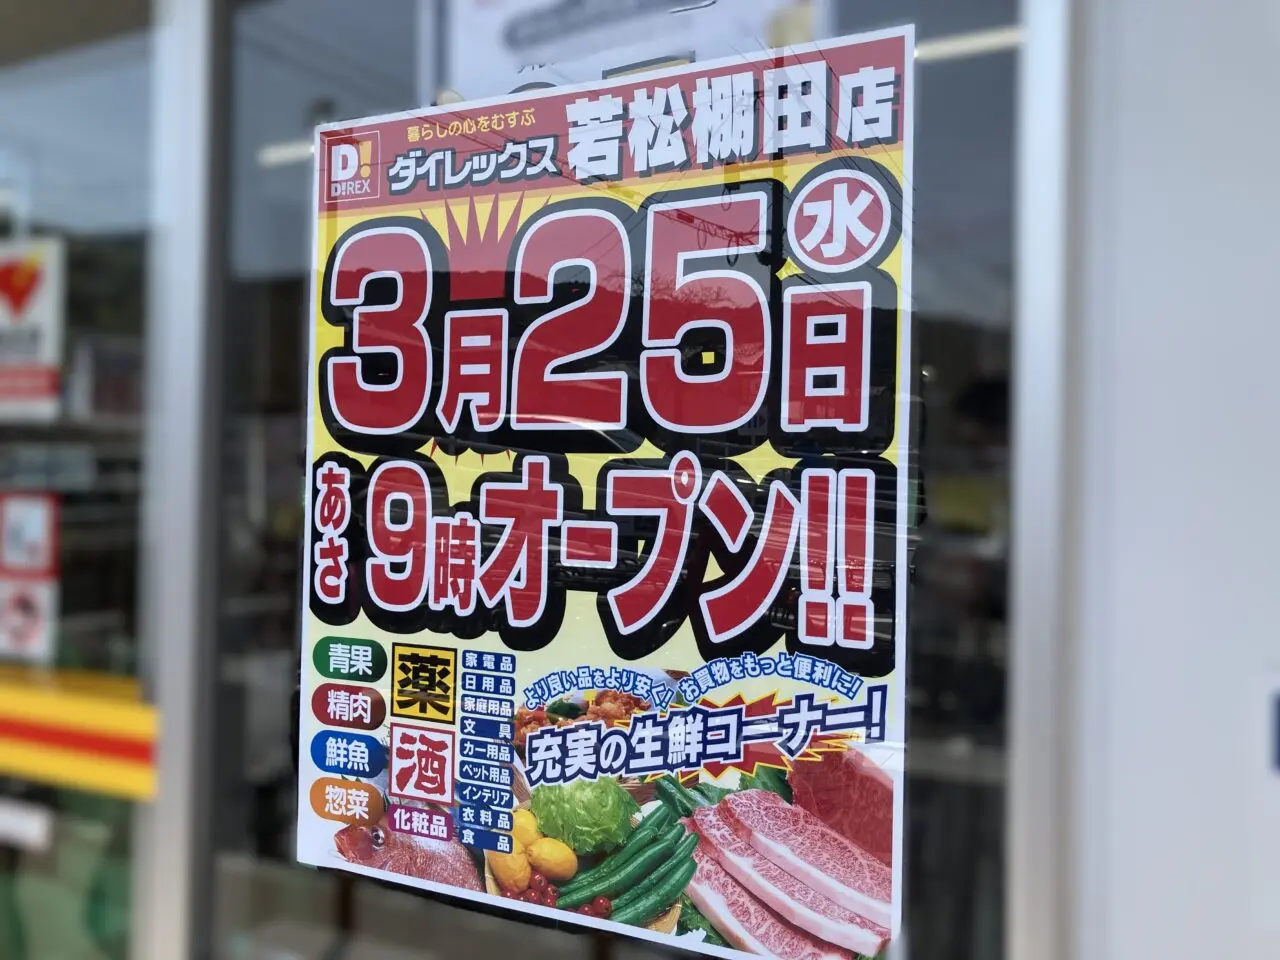 暮らしの心をむすぶ
D! D!REX ダイレックス 若松棚田店
3月25日 水
あさ9時オープン!!
青果
精肉
鮮魚
惣菜
薬
酒
化粧品
家電品
日用品
家庭用品
文具
カー用品
ペット用品
インテリア
衣料品
食品
より良い品をより安く! お買物をもっと便利に!
充実の生鮮コーナー!